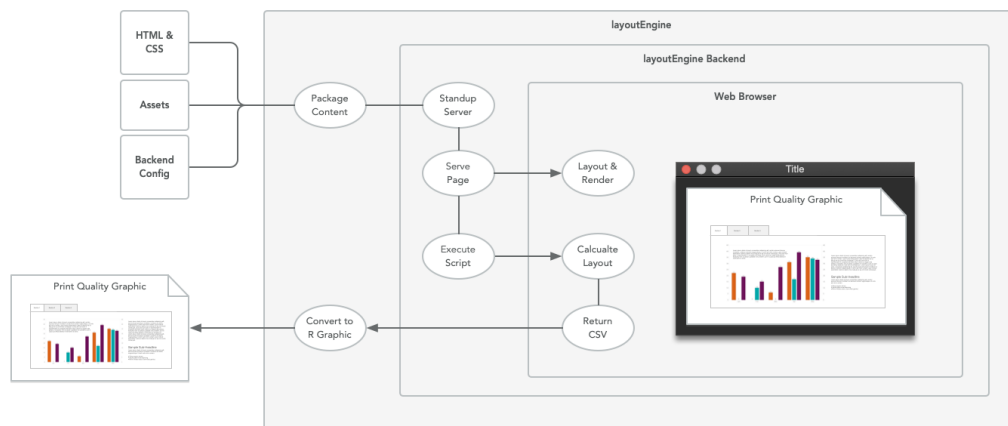 layoutEngine
HTML &
CSS
layoutEngine Backend
Web Browser
Assets
Package
Content
Standup
Server
Backend
Config
Serve
Page
Layout &
Render
Title
Print Quality Graphic
Execute
Script
Calcualte
Layout
Print Quality Graphic
Convert to
R Graphic
Return
CSV